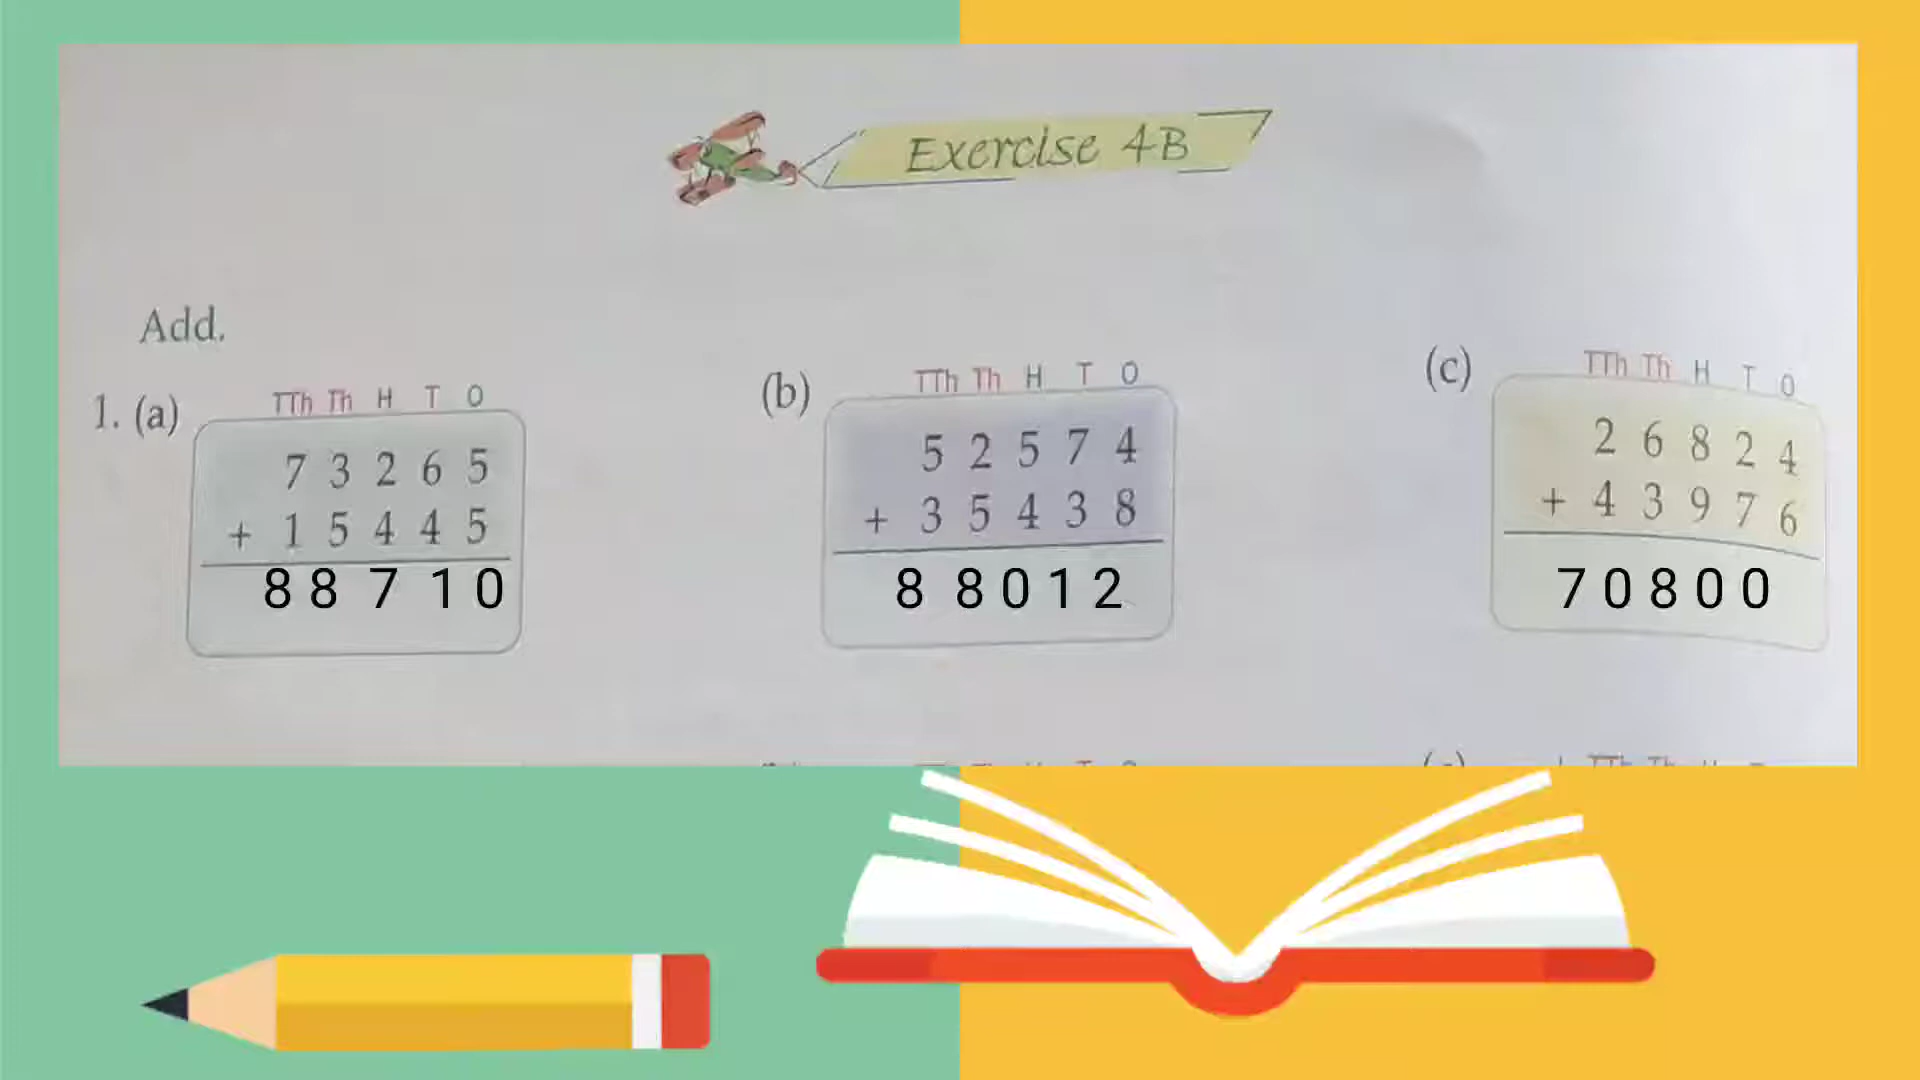 Exercise 4B
Add.
1. (a)
TTh Th H T O
7 3 2 6 5
+ 1 5 4 4 5
8 8 7 1 0
(b)
TTh Th H T O
5 2 5 7 4
+ 3 5 4 3 8
8 8 0 1 2
(c)
TTh Th H T O
2 6 8 2 4
+ 4 3 9 7 6
7 0 8 0 0